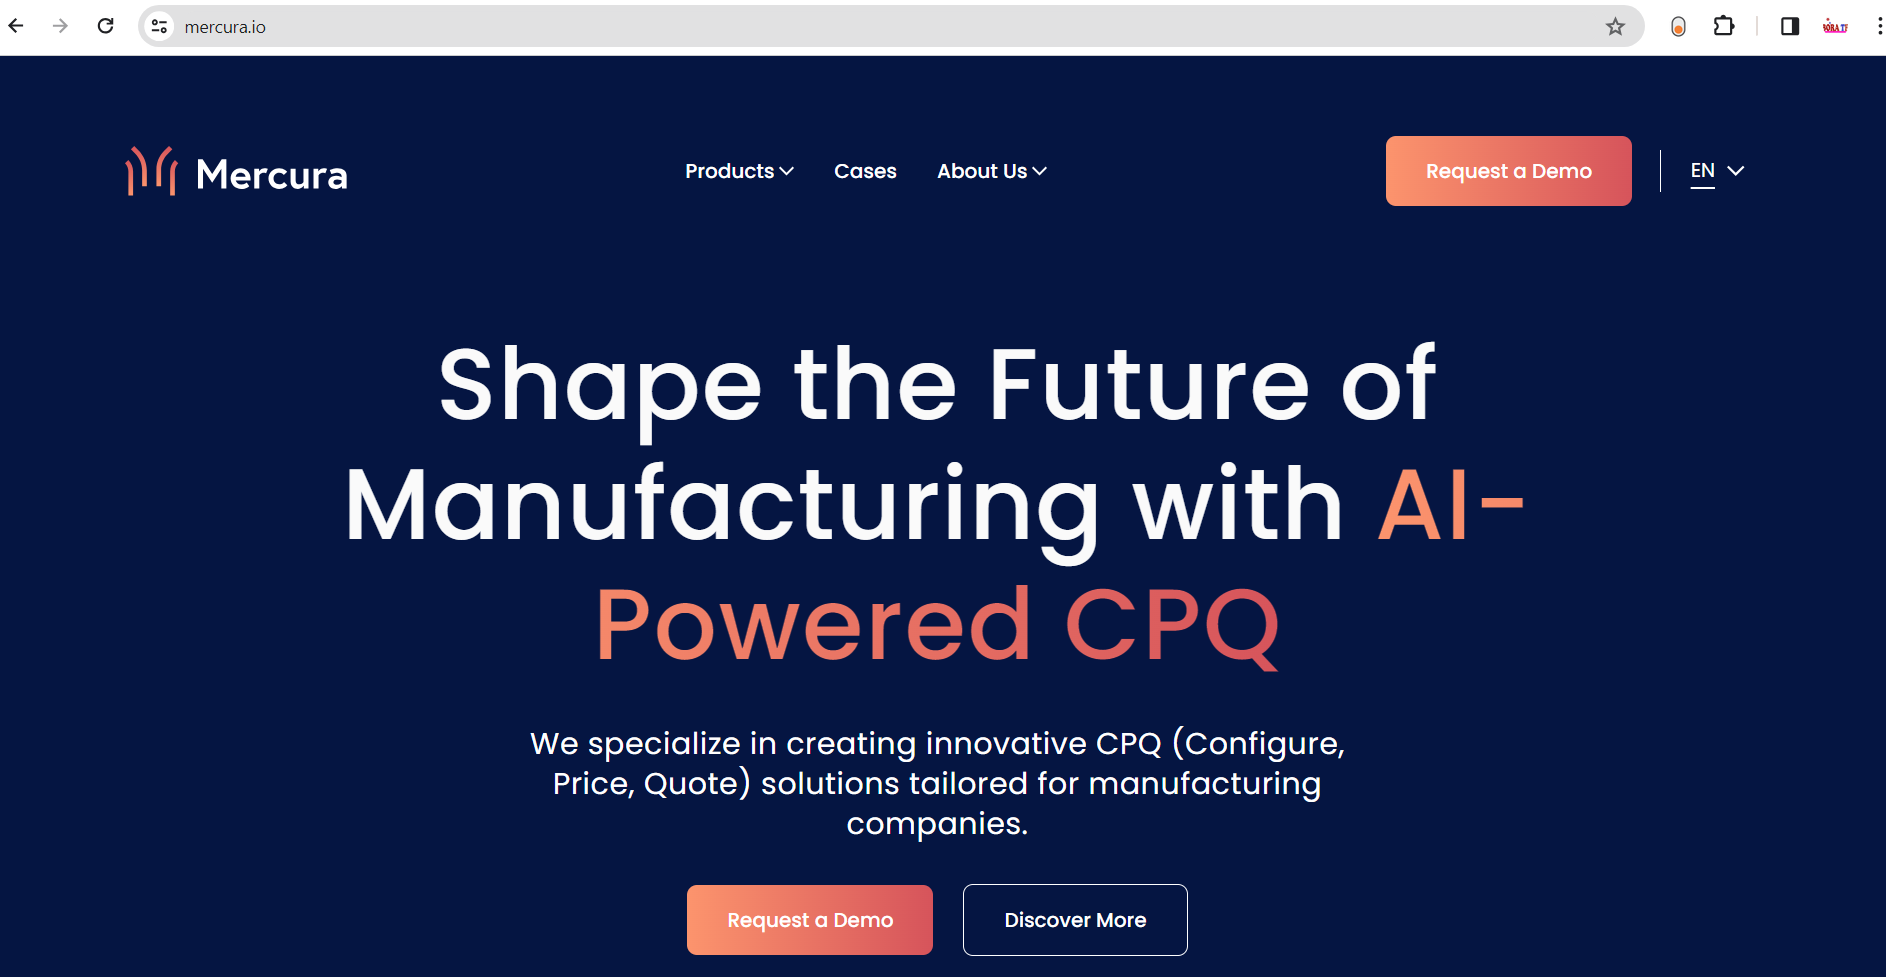 mercura.io
Mercura
Products
Cases
About Us
Request a Demo
EN
Shape the Future of
Manufacturing with AI-
Powered CPQ
We specialize in creating innovative CPQ (Configure,
Price, Quote) solutions tailored for manufacturing
companies.
Request a Demo
Discover More